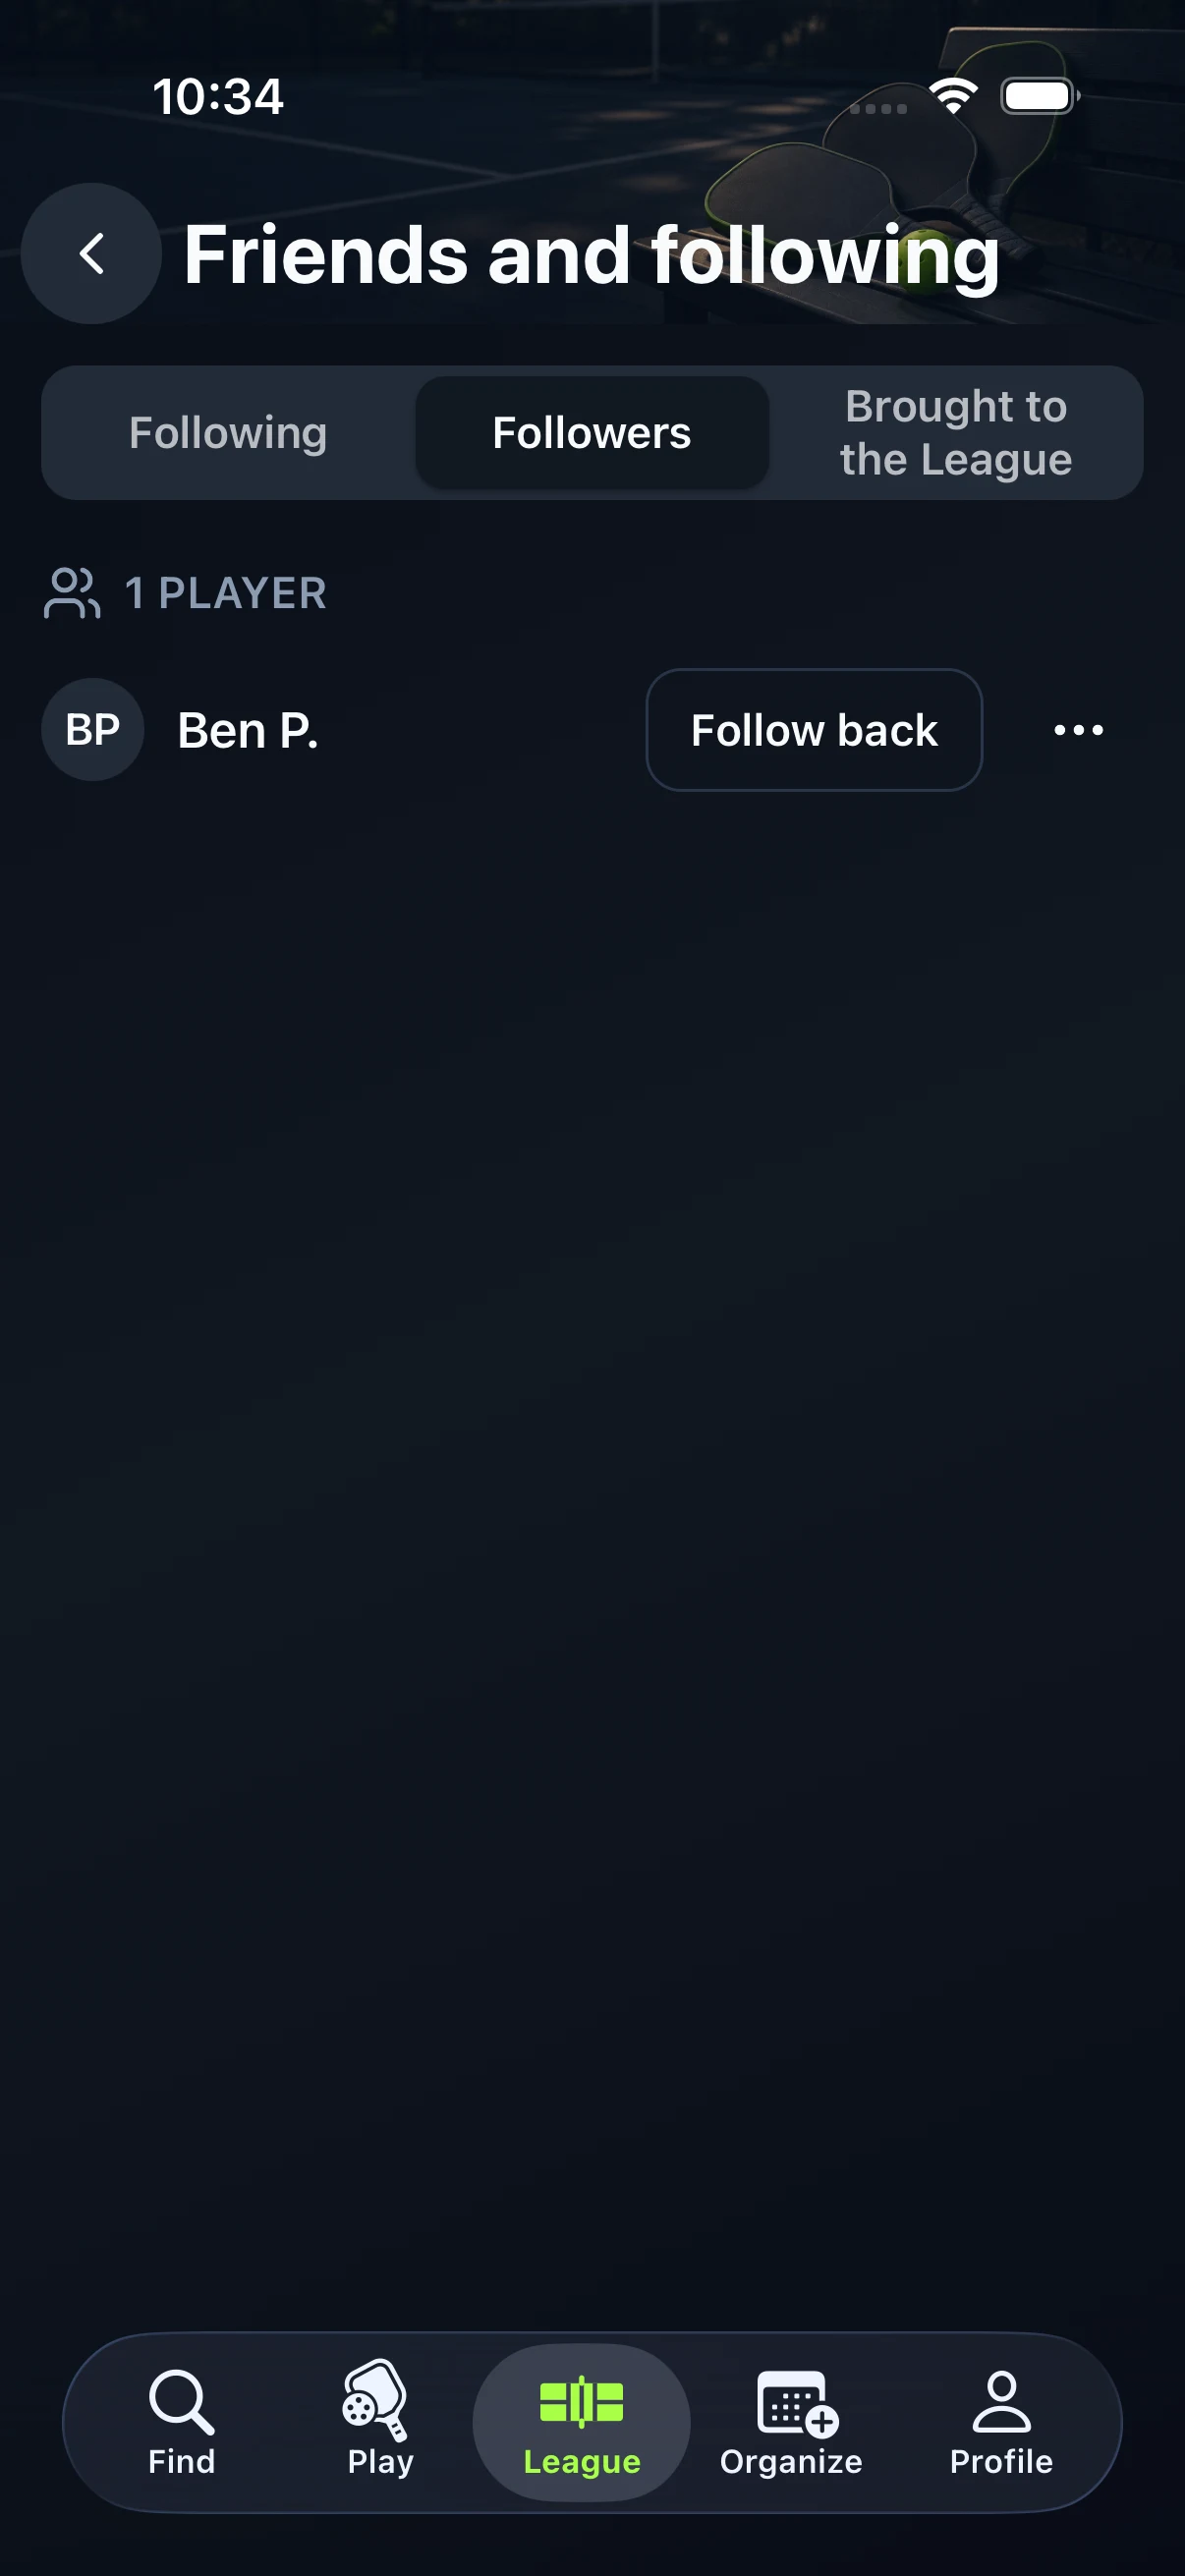 10:34
Friends and following
Following
Followers
Brought to
the League
1 PLAYER
BP
Ben P.
Follow back
Find
Play
League
Organize
Profile